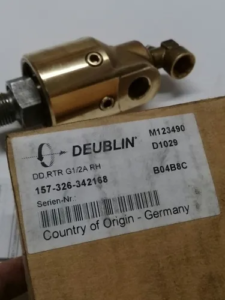 DEUBLIN® M123490
D1029
DD,RTR G1/2A RH
157-326-342168 B04B8C
Serien-Nr.
Country of Origin - Germany